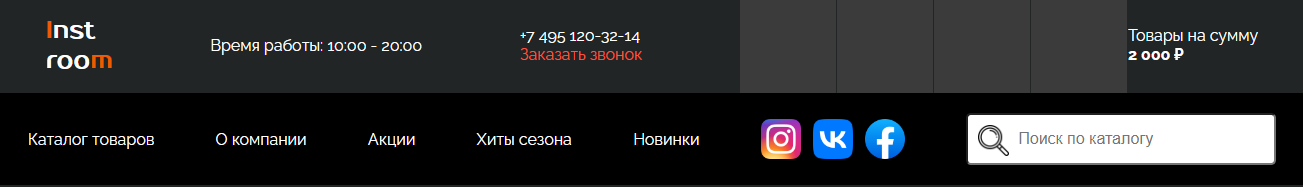 Inst
room
Время работы: 10:00 - 20:00
+7 495 120-32-14
Заказать звонок
Товары на сумму
2 000 ₽
Каталог товаров
О компании
Акции
Хиты сезона
Новинки
Поиск по каталогу